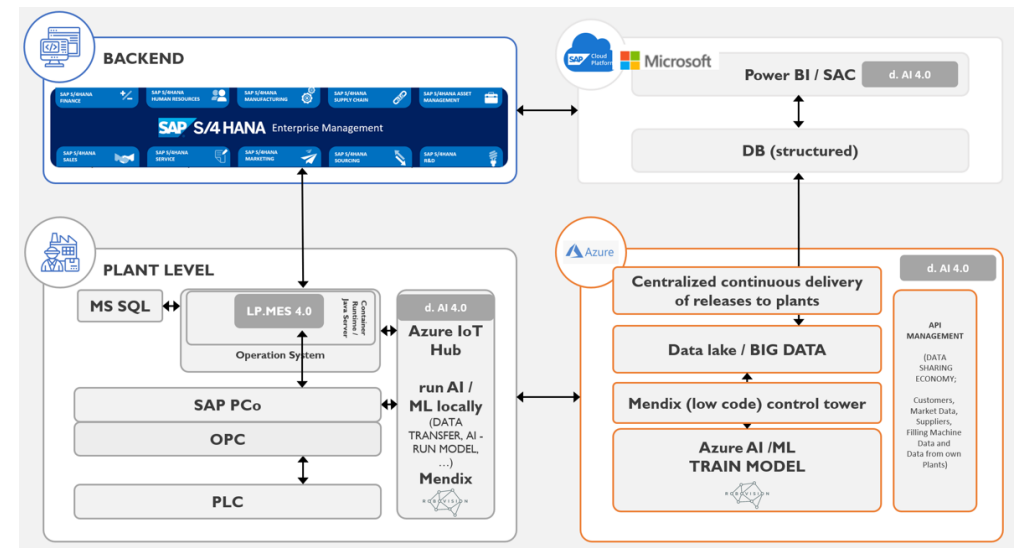 BACKEND
SAP S/4HANA
FINANCE
SAP S/4HANA
HUMAN RESOURCES
SAP S/4HANA
MANUFACTURING
SAP S/4HANA
SUPPLY CHAIN
SAP S/4HANA ASSET
MANAGEMENT
SAP S/4HANA Enterprise Management
SAP S/4HANA
SALES
SAP S/4HANA
SERVICE
SAP S/4HANA
MARKETING
SAP S/4HANA
SOURCING
SAP S/4HANA
R&D
SAP Cloud
Platform
Microsoft
Power BI / SAC
d. AI 4.0
DB (structured)
PLANT LEVEL
MS SQL
LP.MES 4.0
Container
Runtime /
Java Server
Operation System
SAP PCo
OPC
PLC
d. AI 4.0
Azure IoT
Hub
run AI /
ML locally
(DATA
TRANSFER, AI -
RUN MODEL,
...)
Mendix
ROBOVISION
Azure
d. AI 4.0
Centralized continuous delivery
of releases to plants
Data lake / BIG DATA
Mendix (low code) control tower
Azure AI /ML
TRAIN MODEL
ROBOVISION
API
MANAGEMENT
(DATA
SHARING
ECONOMY;
Customers,
Market Data,
Suppliers,
Filling Machine
Data and
Data from own
Plants)